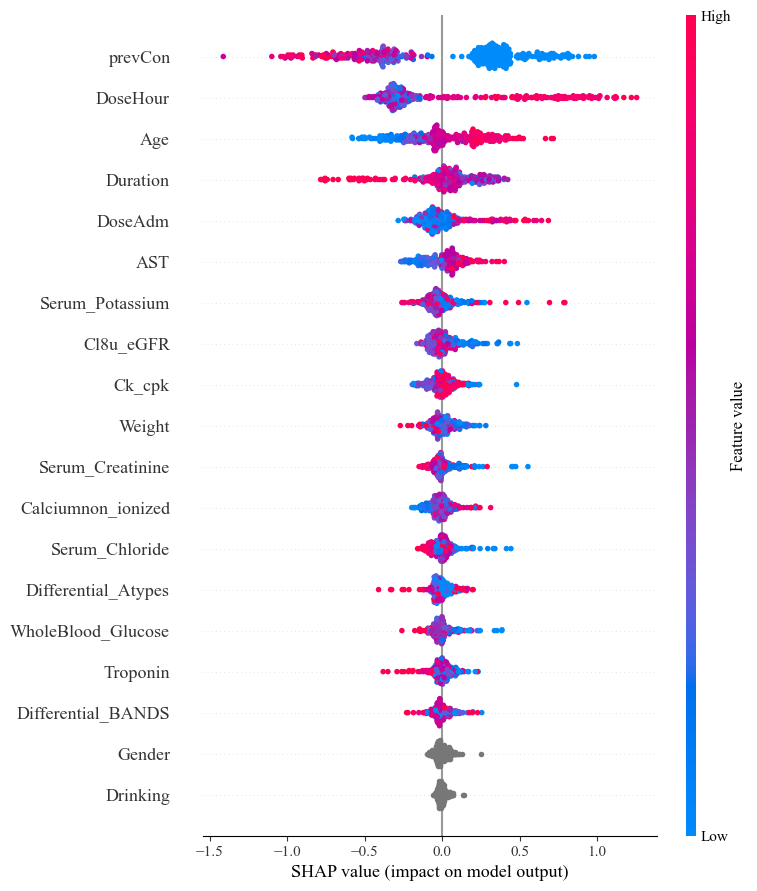 High
prevCon
DoseHour
Age
Duration
DoseAdm
AST
Serum_Potassium
Cl8u_eGFR
Ck_cpk
Weight
Serum_Creatinine
Calciumnon_ionized
Serum_Chloride
Differential_Atypes
WholeBlood_Glucose
Troponin
Differential_BANDS
Gender
Drinking
Feature value
Low
−1.5 −1.0 −0.5 0.0 0.5 1.0
SHAP value (impact on model output)